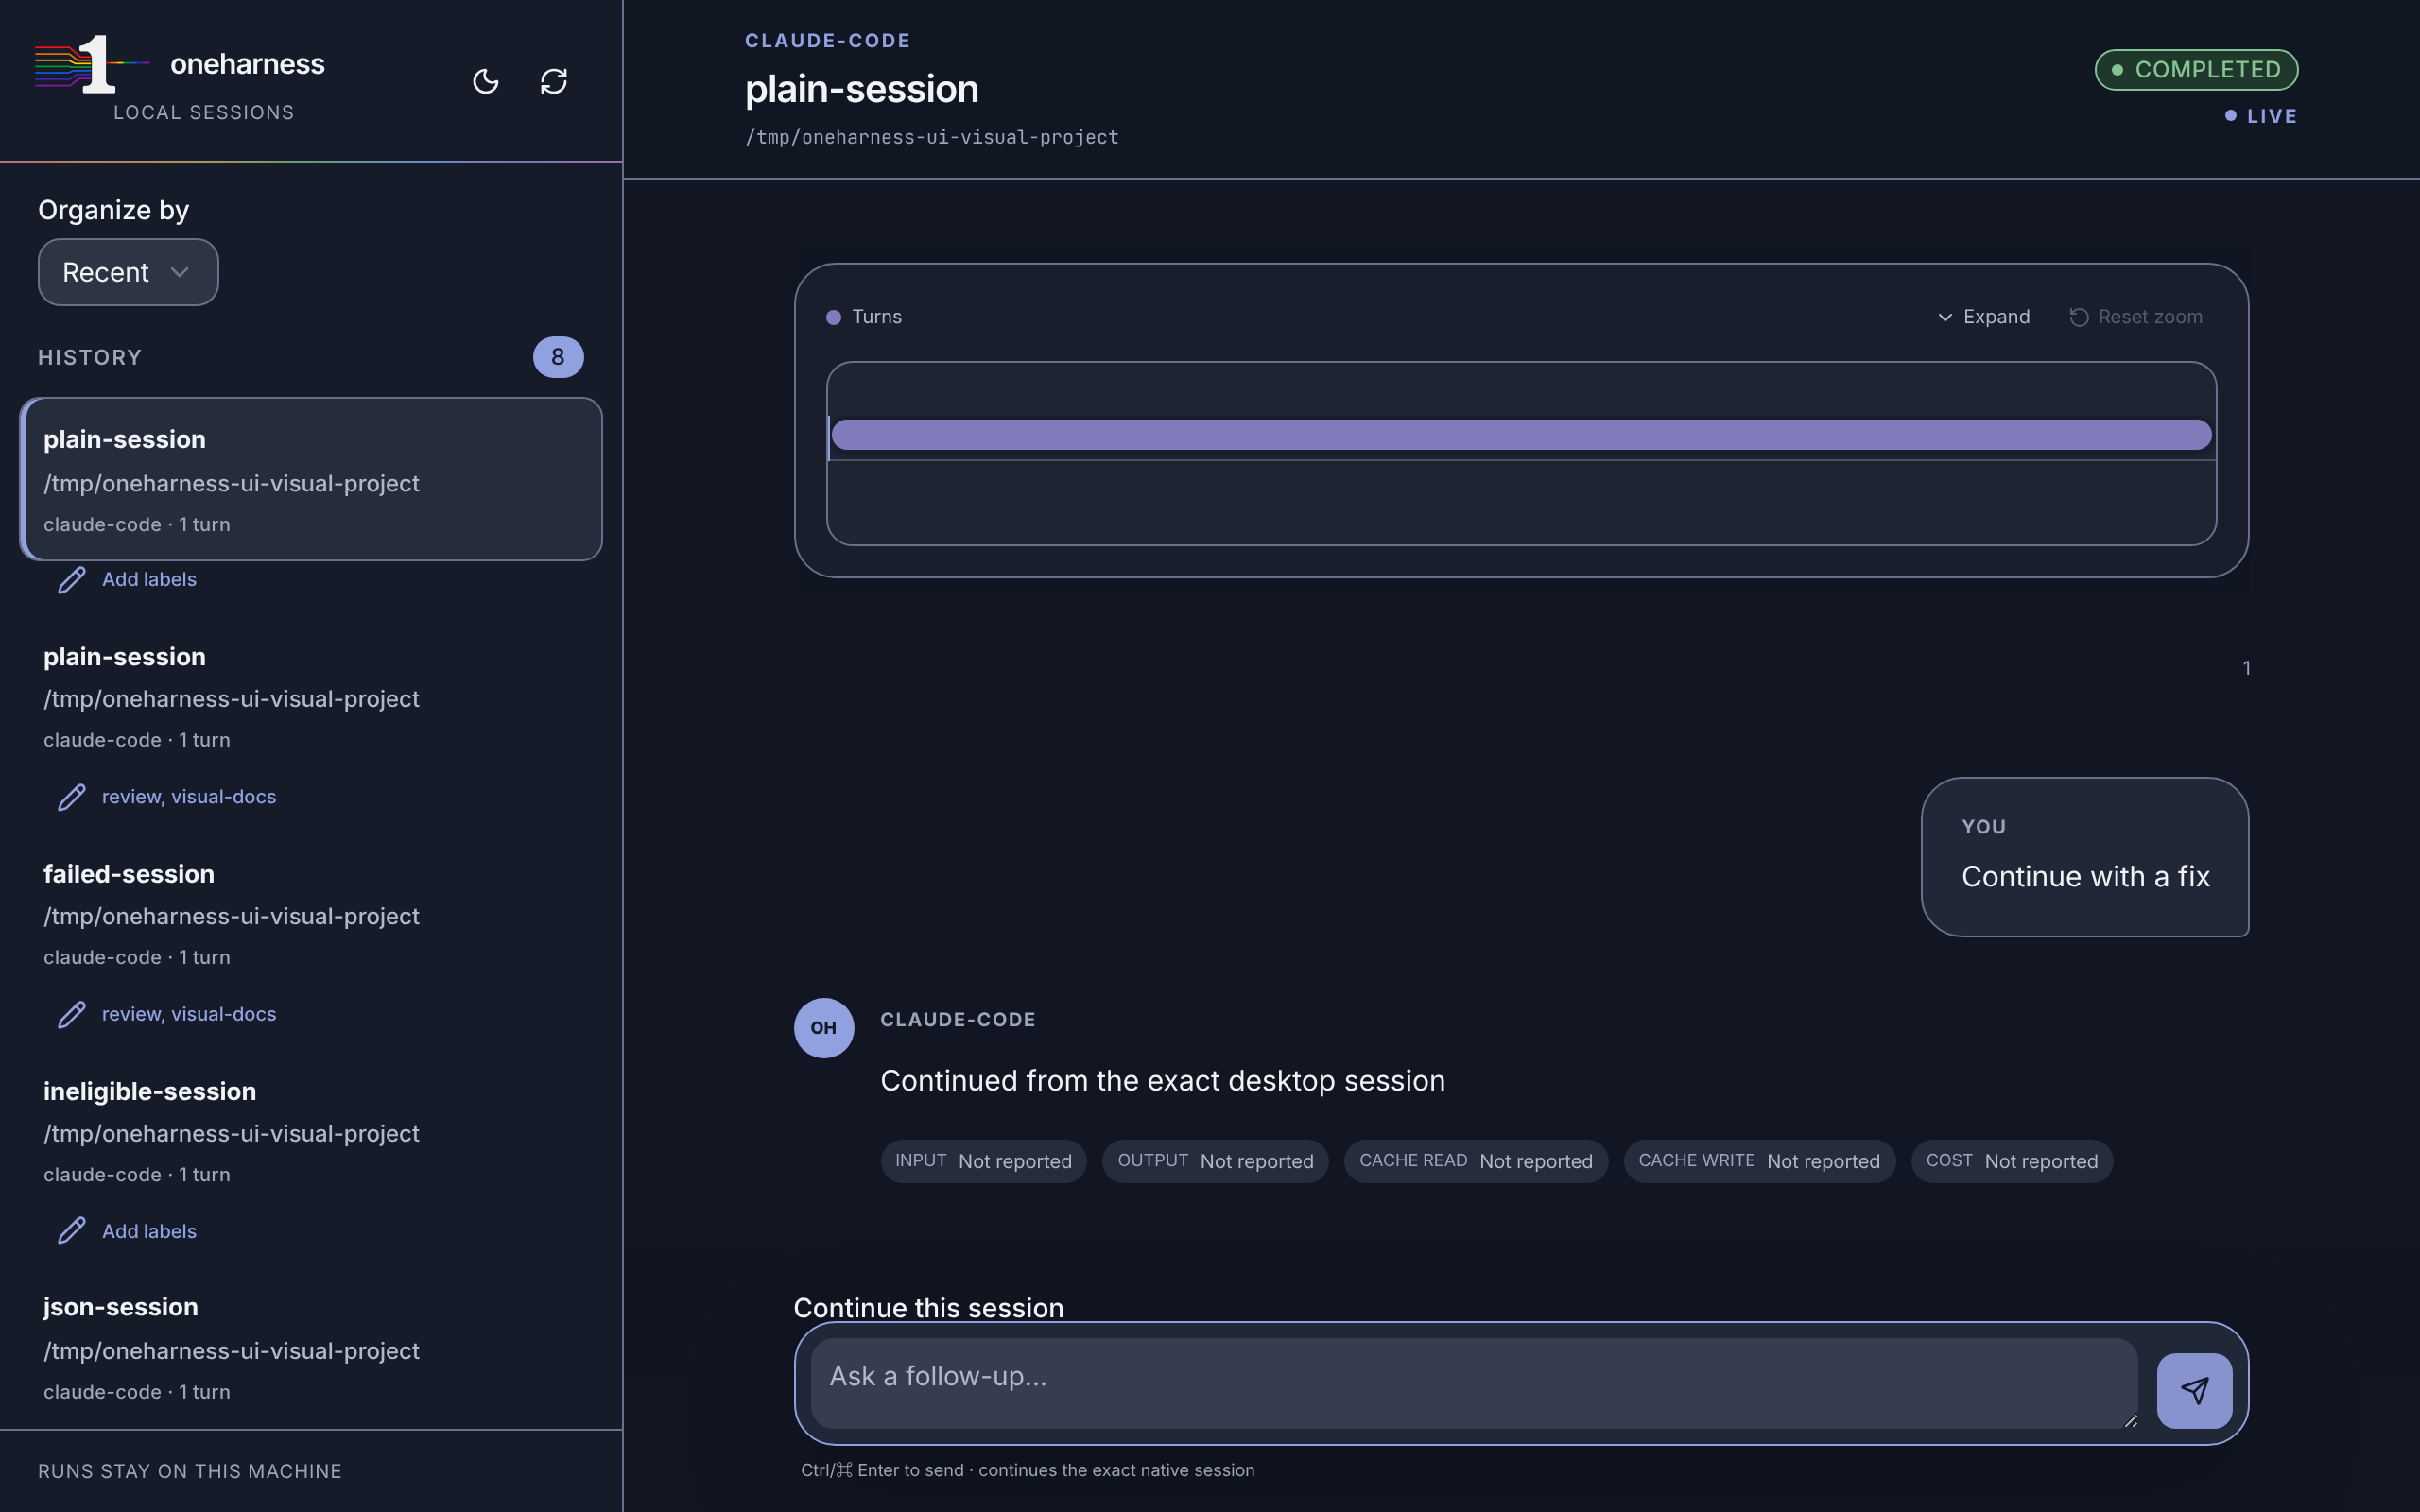 1 oneharness
LOCAL SESSIONS
Organize by
Recent
HISTORY 8
plain-session
/tmp/oneharness-ui-visual-project
claude-code · 1 turn
Add labels
plain-session
/tmp/oneharness-ui-visual-project
claude-code · 1 turn
review, visual-docs
failed-session
/tmp/oneharness-ui-visual-project
claude-code · 1 turn
review, visual-docs
ineligible-session
/tmp/oneharness-ui-visual-project
claude-code · 1 turn
Add labels
json-session
/tmp/oneharness-ui-visual-project
claude-code · 1 turn
RUNS STAY ON THIS MACHINE
CLAUDE-CODE
plain-session
/tmp/oneharness-ui-visual-project
COMPLETED
LIVE
Turns Expand Reset zoom
1
YOU
Continue with a fix
OH CLAUDE-CODE
Continued from the exact desktop session
INPUT Not reported OUTPUT Not reported CACHE READ Not reported CACHE WRITE Not reported COST Not reported
Continue this session
Ask a follow-up...
Ctrl/⌘ Enter to send · continues the exact native session